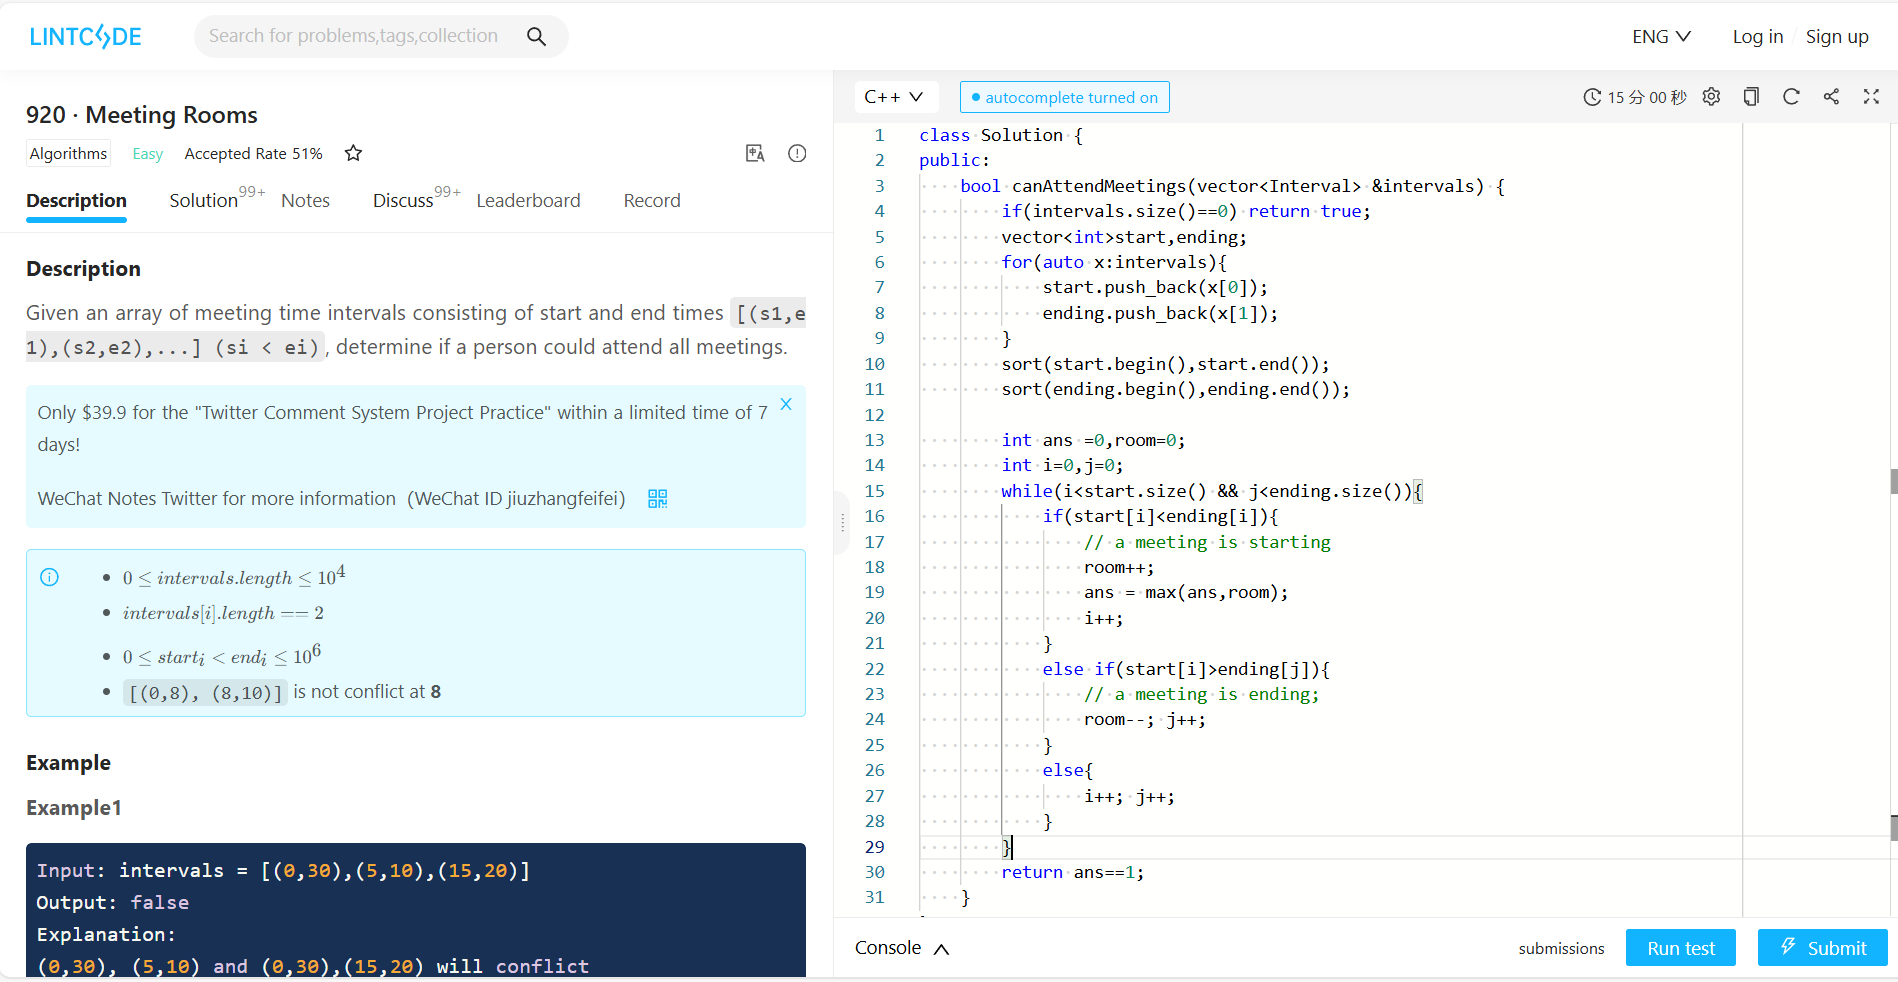 LINTCODE
Search for problems,tags,collection
ENG
Log in
Sign up
920 · Meeting Rooms
Algorithms Easy Accepted Rate 51%
Description Solution 99+ Notes Discuss 99+ Leaderboard Record
Description
Given an array of meeting time intervals consisting of start and end times [(s1,e
1),(s2,e2),...] (si < ei), determine if a person could attend all meetings.
Only $39.9 for the "Twitter Comment System Project Practice" within a limited time of 7
days!
WeChat Notes Twitter for more information (WeChat ID jiuzhangfeifei)
0 ≤ intervals.length ≤ 10^4
intervals[i].length == 2
0 ≤ start_i < end_i ≤ 10^6
[(0,8), (8,10)] is not conflict at 8
Example
Example1
Input: intervals = [(0,30),(5,10),(15,20)]
Output: false
Explanation:
(0,30), (5,10) and (0,30),(15,20) will conflict
C++
autocomplete turned on
15 分 00 秒
1 class Solution {
2 public:
3     bool canAttendMeetings(vector<Interval> &intervals) {
4         if(intervals.size()==0) return true;
5         vector<int>start,ending;
6         for(auto x:intervals){
7             start.push_back(x[0]);
8             ending.push_back(x[1]);
9         }
10         sort(start.begin(),start.end());
11         sort(ending.begin(),ending.end());
12
13         int ans =0,room=0;
14         int i=0,j=0;
15         while(i<start.size() && j<ending.size()){
16             if(start[i]<ending[i]){
17                 // a meeting is starting
18                 room++;
19                 ans = max(ans,room);
20                 i++;
21             }
22             else if(start[i]>ending[j]){
23                 // a meeting is ending;
24                 room--; j++;
25             }
26             else{
27                 i++; j++;
28             }
29         }
30         return ans==1;
31     }
Console
submissions
Run test
Submit